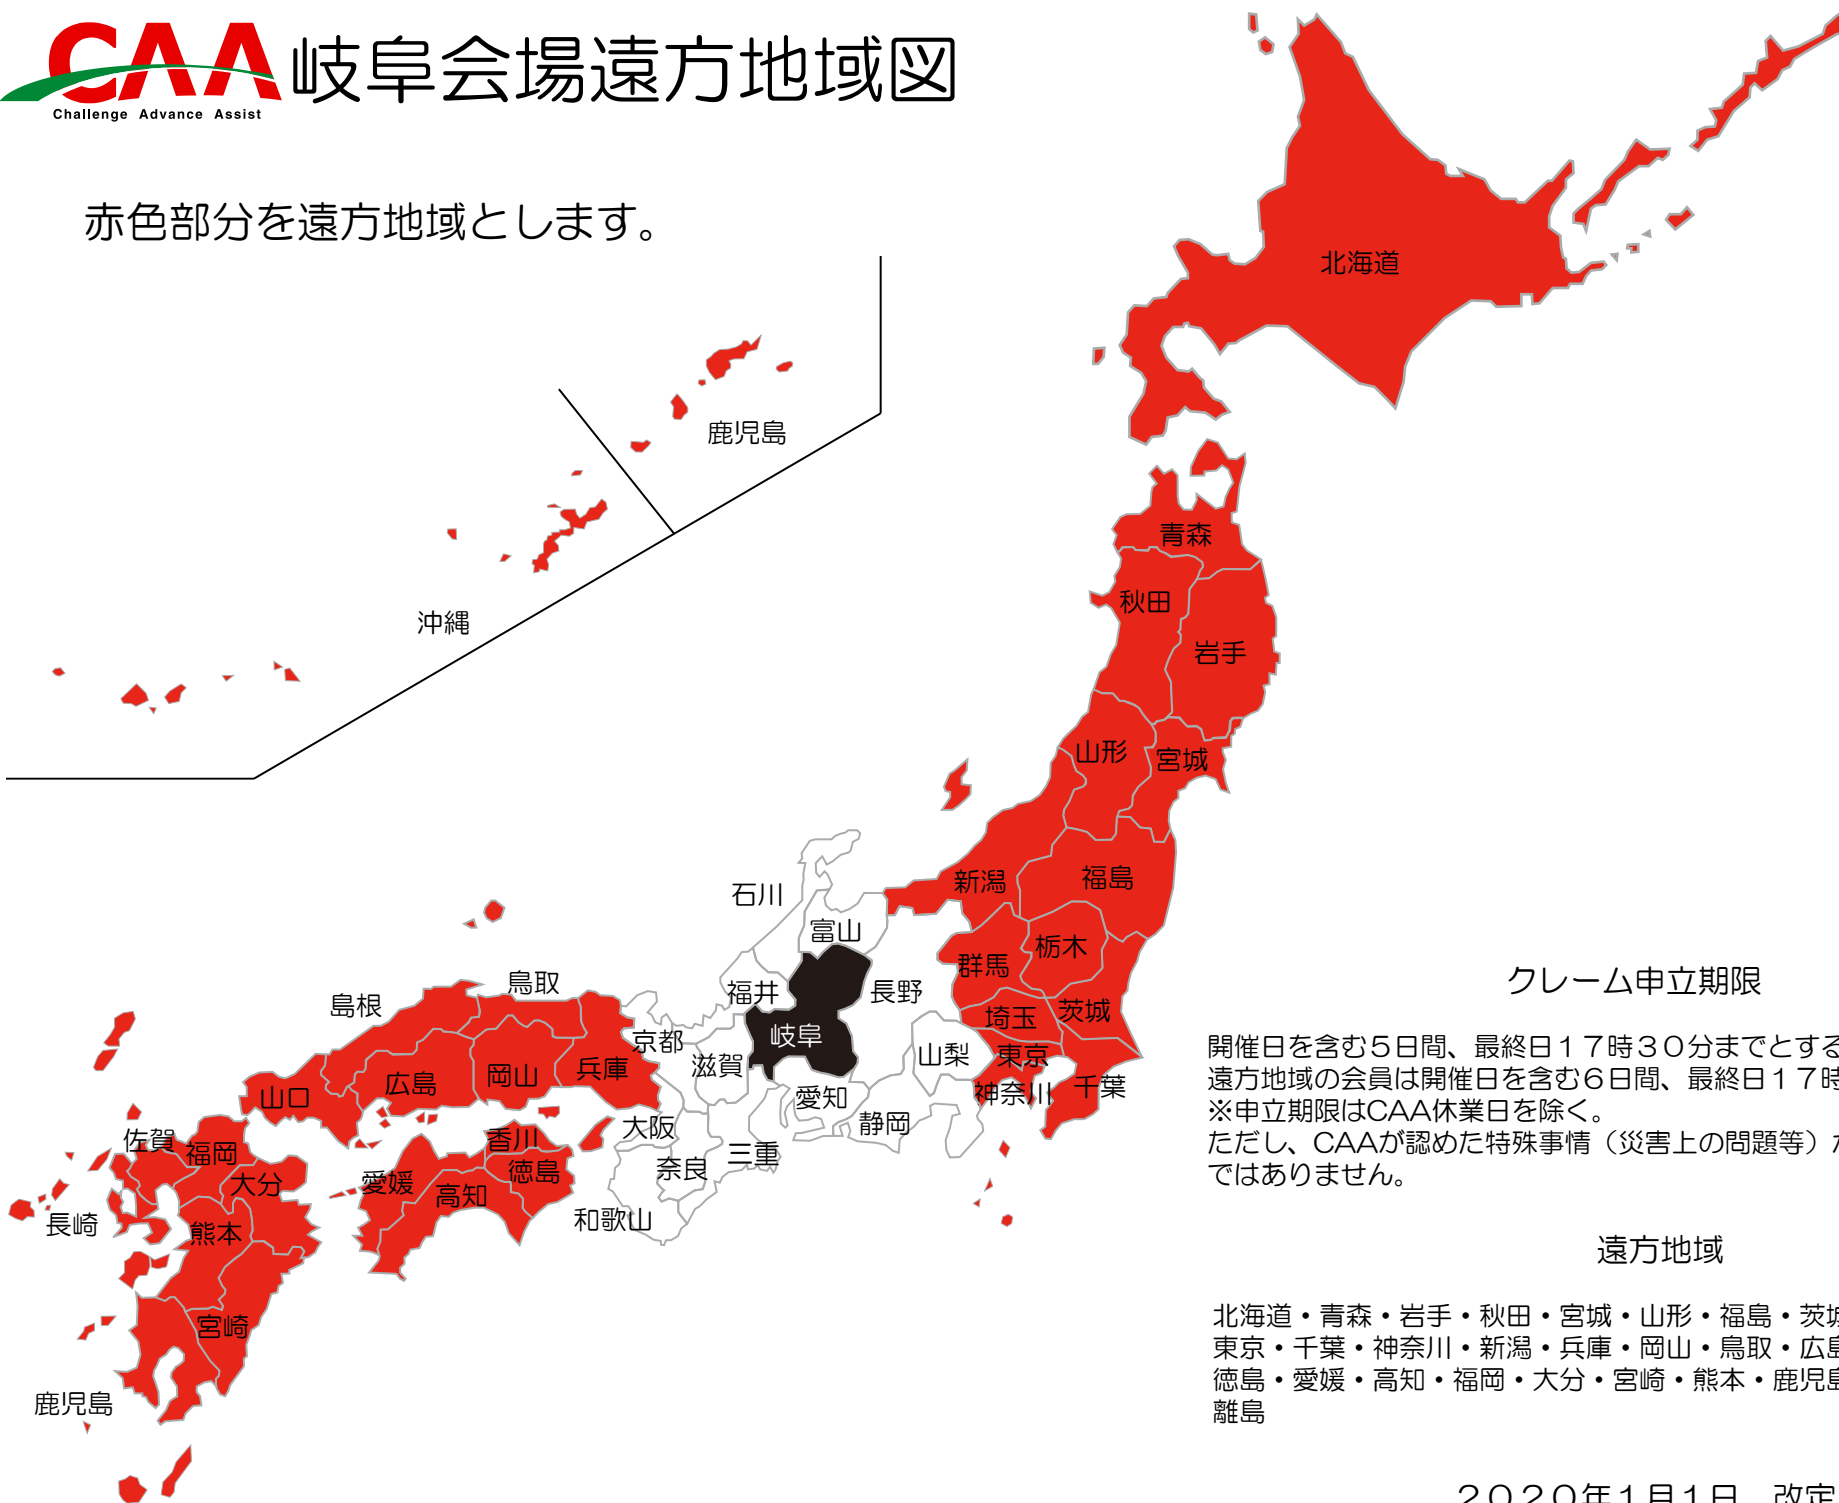 CAA 岐阜会場遠方地域図
Challenge Advance Assist
赤色部分を遠方地域とします。
北海道
鹿児島
青森
秋田
沖縄
岩手
山形
宮城
新潟
福島
石川
富山
栃木
群馬
鳥取
福井
長野
島根
茨城
埼玉
岐阜
京都
山梨
東京
滋賀
兵庫
岡山
広島
山口
神奈川
千葉
愛知
静岡
大阪
香川
佐賀
福岡
三重
奈良
徳島
愛媛
高知
大分
和歌山
長崎
熊本
宮崎
鹿児島
クレーム申立期限
開催日を含む5日間、最終日17時30分までとする
遠方地域の会員は開催日を含む6日間、最終日17時
※申立期限はCAA休業日を除く。
ただし、CAAが認めた特殊事情（災害上の問題等）
ではありません。
遠方地域
北海道・青森・岩手・秋田・宮城・山形・福島・茨城
東京・千葉・神奈川・新潟・兵庫・岡山・鳥取・広島
徳島・愛媛・高知・福岡・大分・宮崎・熊本・鹿児島
離島
2020年1月1日 改定